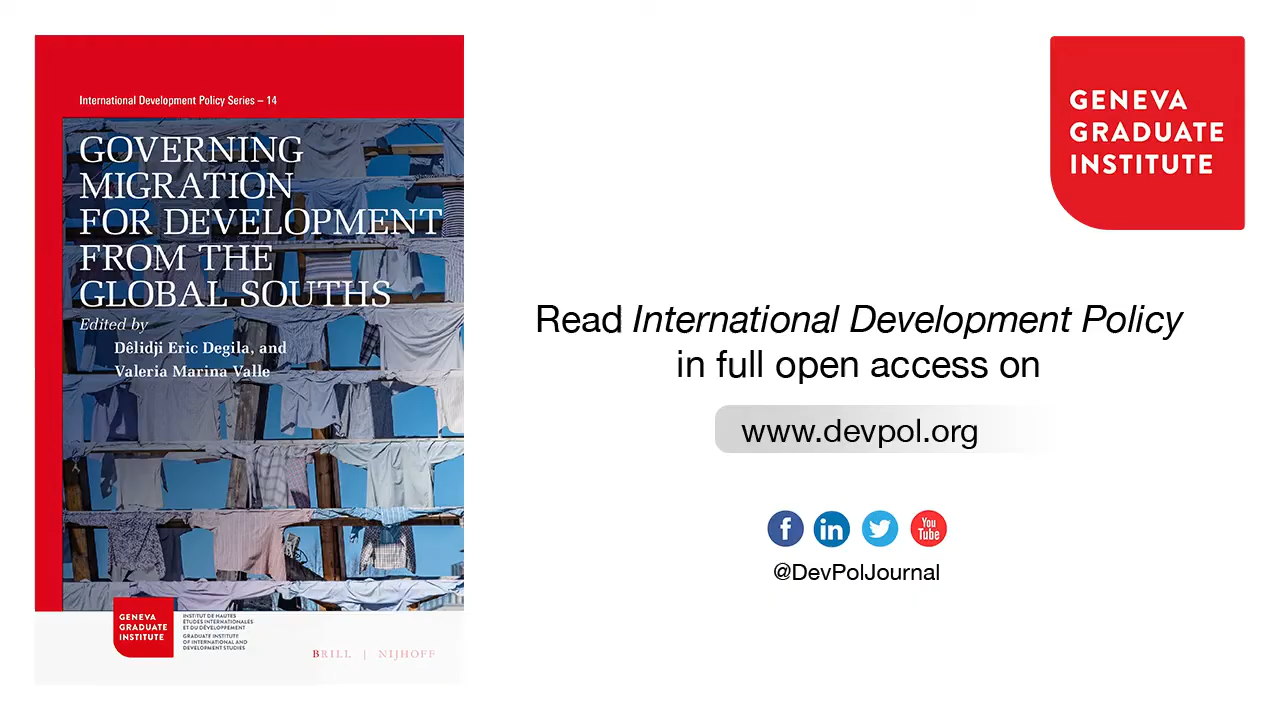 International Development Policy Series – 14
GOVERNING
MIGRATION
FOR DEVELOPMENT
FROM THE
GLOBAL SOUTHS
Edited by
Dêlidji Eric Degila, and
Valeria Marina Valle
GENEVA
GRADUATE
INSTITUTE
INSTITUT DE HAUTES
ÉTUDES INTERNATIONALES
ET DU DÉVELOPPEMENT
GRADUATE INSTITUTE
OF INTERNATIONAL AND
DEVELOPMENT STUDIES
BRILL | NIJHOFF
GENEVA
GRADUATE
INSTITUTE
Read International Development Policy
in full open access on
www.devpol.org
f
in
You
Tube
@DevPolJournal